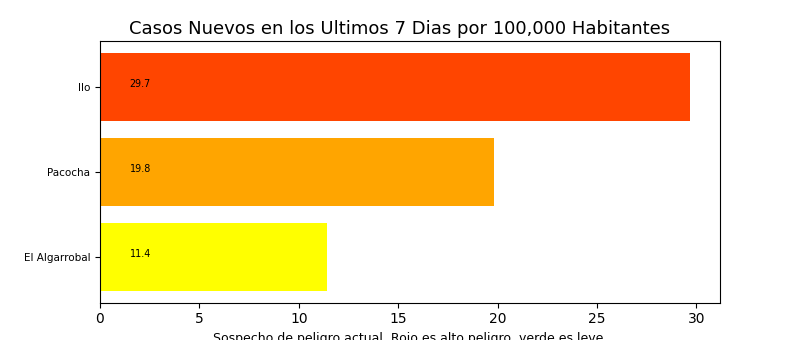 Casos Nuevos en los Ultimos 7 Dias por 100,000 Habitantes
Ilo
29.7
Pacocha
19.8
El Algarrobal
11.4
0 5 10 15 20 25 30
Sospecho de peligro actual. Rojo es alto peligro, verde es leve